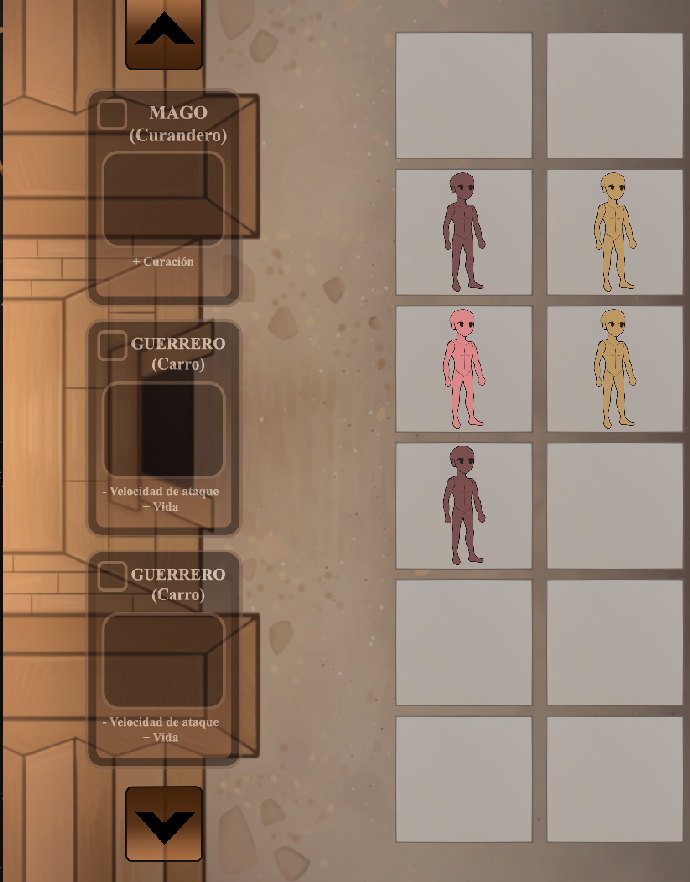 MAGO
(Curandero)
+ Curación
GUERRERO
(Carro)
- Velocidad de ataque
+ Vida
GUERRERO
(Carro)
- Velocidad de ataque
+ Vida